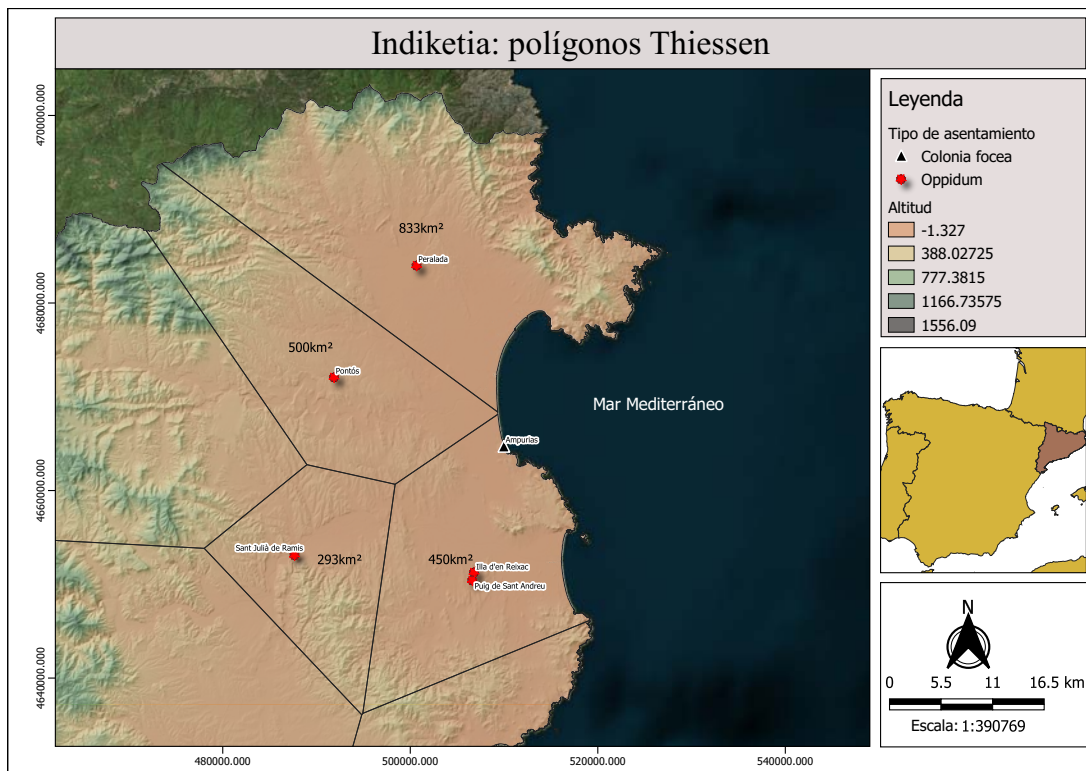 Indiketia: polígonos Thiessen
4700000.000
4680000.000
4660000.000
4640000.000
480000.000
500000.000
520000.000
540000.000
833km²
Peralada
500km²
Pontós
Mar Mediterráneo
Ampurias
Sant Julià de Ramis
293km²
450km²
Illa d'en Reixac
Puig de Sant Andreu
Leyenda
Tipo de asentamiento
Colonia focea
Oppidum
Altitud
-1.327
388.02725
777.3815
1166.73575
1556.09
N
0 5.5 11 16.5 km
Escala: 1:390769